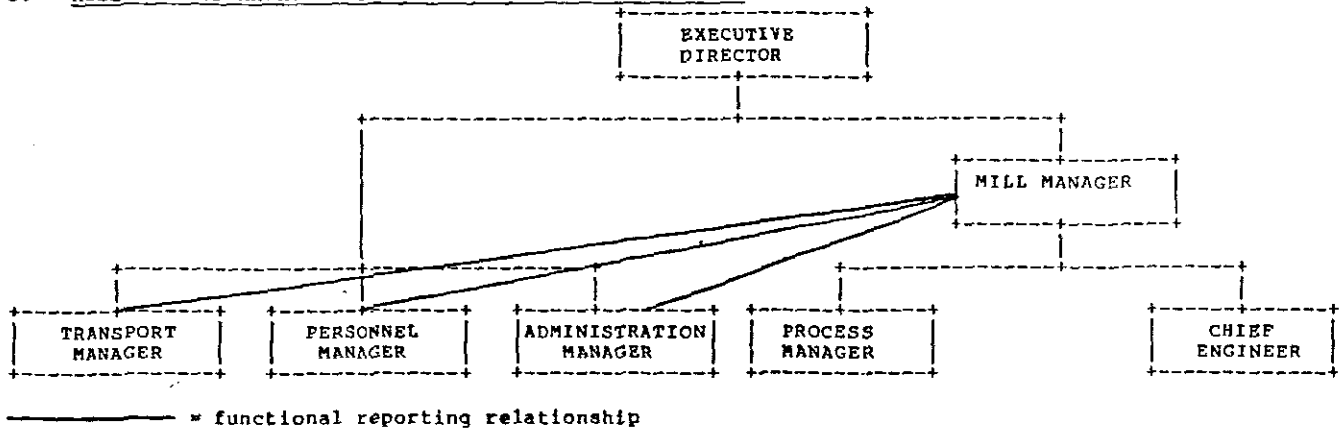 EXECUTIVE
DIRECTOR
MILL MANAGER
TRANSPORT
MANAGER
PERSONNEL
MANAGER
ADMINISTRATION
MANAGER
PROCESS
MANAGER
CHIEF
ENGINEER
= functional reporting relationship